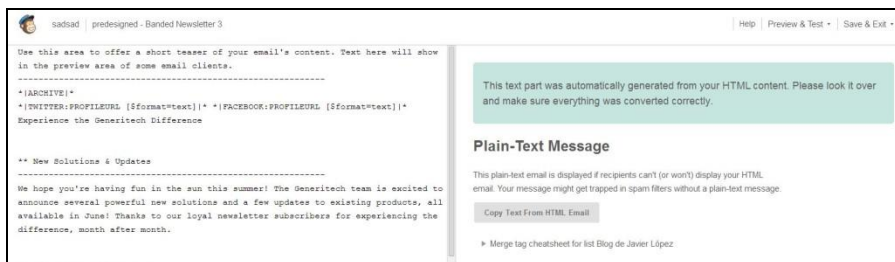 sadsad | predesigned - Banded Newsletter 3
Help | Preview & Test | Save & Exit
Use this area to offer a short teaser of your email's content. Text here will show
in the preview area of some email clients.
------------------------------------------------------------
*|ARCHIVE|*
*|TWITTER:PROFILEURL [$format=text]|* *|FACEBOOK:PROFILEURL [$format=text]|*
Experience the Generitech Difference
** New Solutions & Updates
------------------------------------------------------------
We hope you're having fun in the sun this summer! The Generitech team is excited to
announce several powerful new solutions and a few updates to existing products, all
available in June! Thanks to our loyal newsletter subscribers for experiencing the
difference, month after month.
This text part was automatically generated from your HTML content. Please look it over
and make sure everything was converted correctly.
Plain-Text Message
This plain-text email is displayed if recipients can't (or won't) display your HTML
email. Your message might get trapped in spam filters without a plain-text message.
Copy Text From HTML Email
Merge tag cheatsheet for list Blog de Javier López